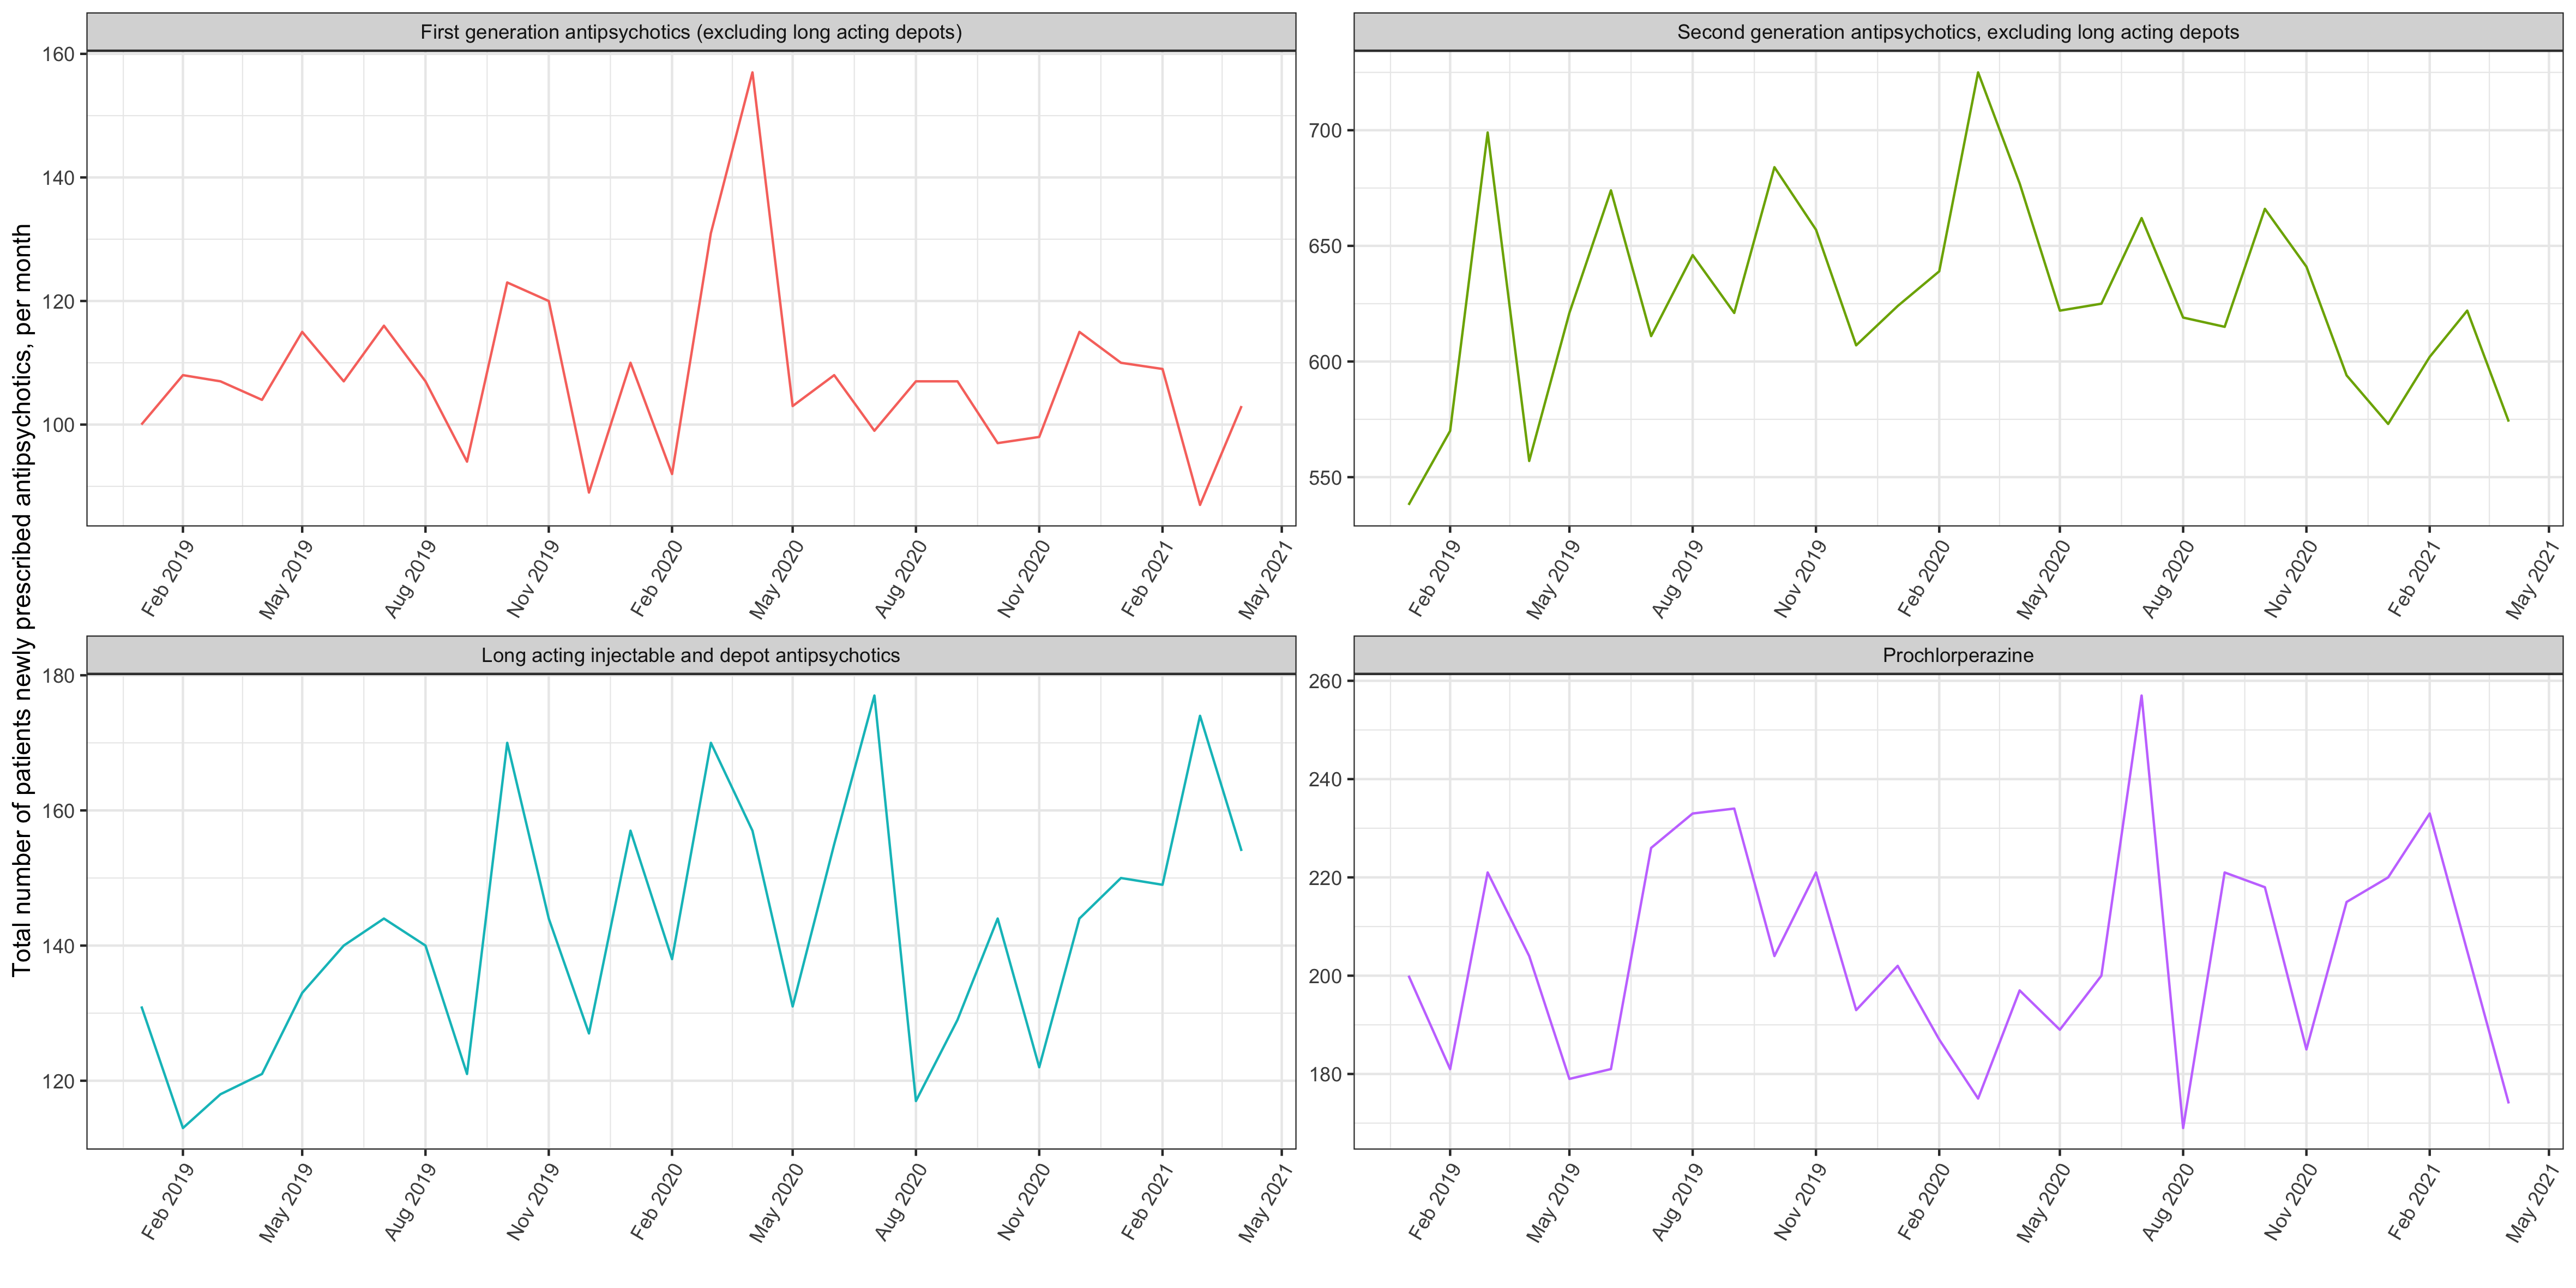 Total number of patients newly prescribed antipsychotics, per month
First generation antipsychotics (excluding long acting depots)
160
140
120
100
Feb 2019
May 2019
Aug 2019
Nov 2019
Feb 2020
May 2020
Aug 2020
Nov 2020
Feb 2021
May 2021
Second generation antipsychotics, excluding long acting depots
700
650
600
550
Feb 2019
May 2019
Aug 2019
Nov 2019
Feb 2020
May 2020
Aug 2020
Nov 2020
Feb 2021
May 2021
Long acting injectable and depot antipsychotics
180
160
140
120
Feb 2019
May 2019
Aug 2019
Nov 2019
Feb 2020
May 2020
Aug 2020
Nov 2020
Feb 2021
May 2021
Prochlorperazine
260
240
220
200
180
Feb 2019
May 2019
Aug 2019
Nov 2019
Feb 2020
May 2020
Aug 2020
Nov 2020
Feb 2021
May 2021